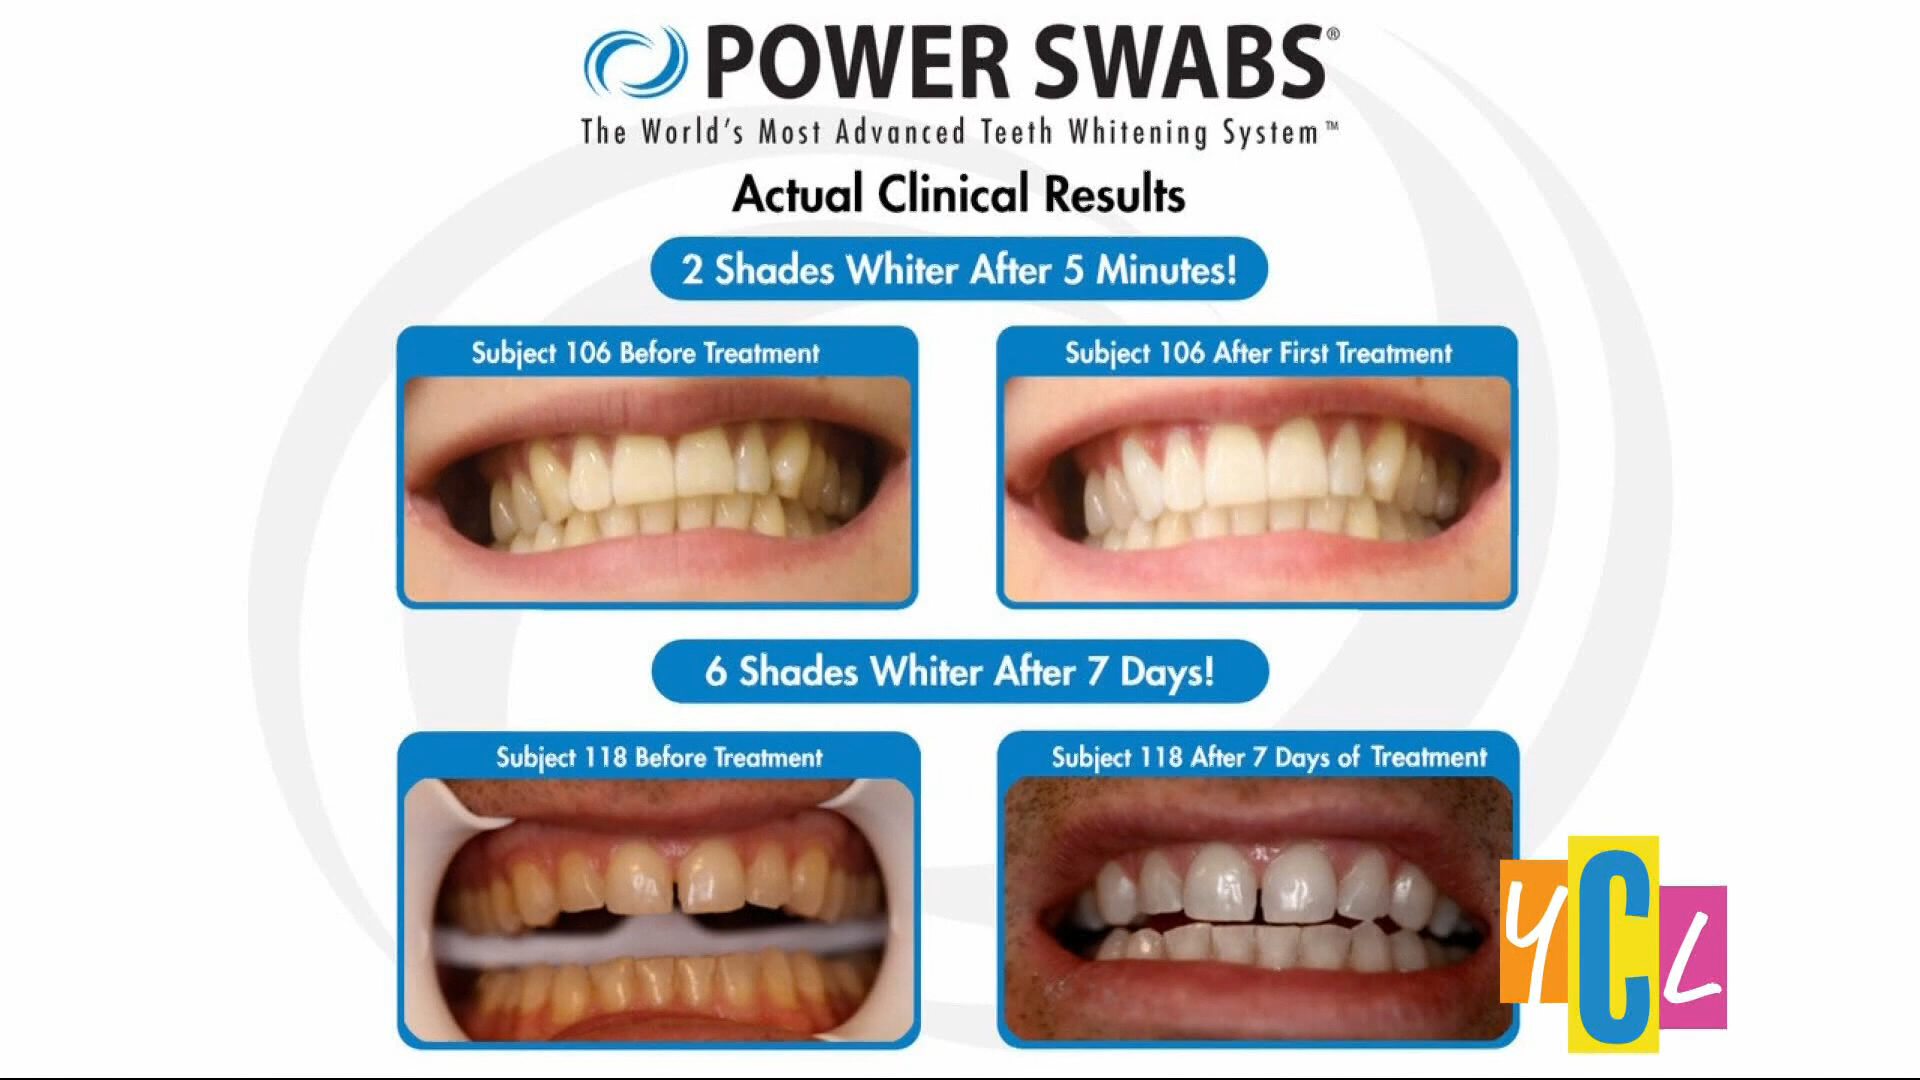 POWER SWABS®
The World's Most Advanced Teeth Whitening System™
Actual Clinical Results
2 Shades Whiter After 5 Minutes!
Subject 106 Before Treatment
Subject 106 After First Treatment
6 Shades Whiter After 7 Days!
Subject 118 Before Treatment
Subject 118 After 7 Days of Treatment
YCL